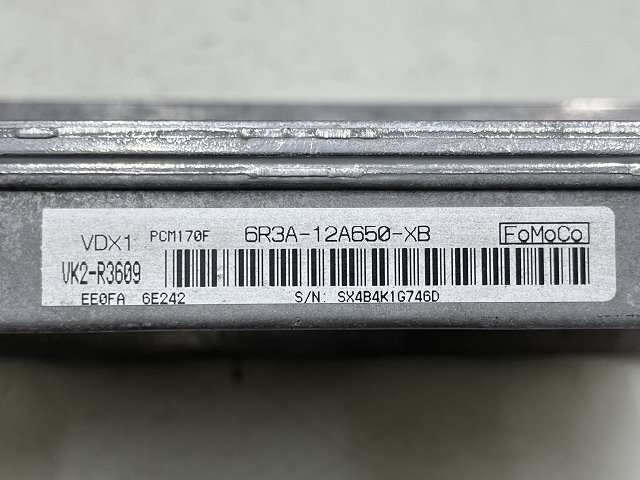 VDX1 PCM170F 6R3A-12A650-XB FoMoCo
VK2-R3609
EE0FA 6E242 S/N: SX4B4K1G746D